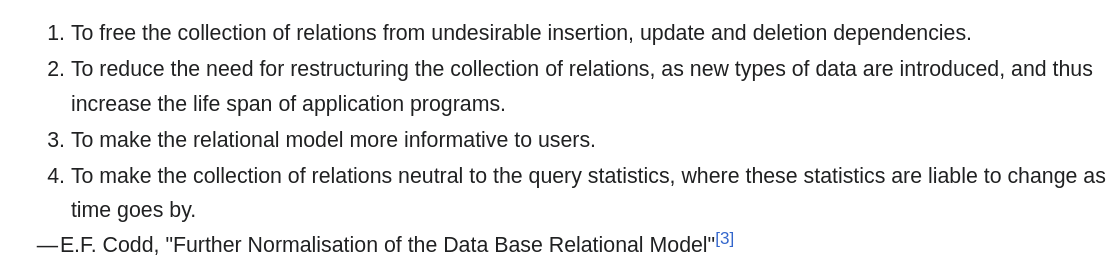 1. To free the collection of relations from undesirable insertion, update and deletion dependencies.
2. To reduce the need for restructuring the collection of relations, as new types of data are introduced, and thus
increase the life span of application programs.
3. To make the relational model more informative to users.
4. To make the collection of relations neutral to the query statistics, where these statistics are liable to change as
time goes by.
—E.F. Codd, "Further Normalisation of the Data Base Relational Model"[3]